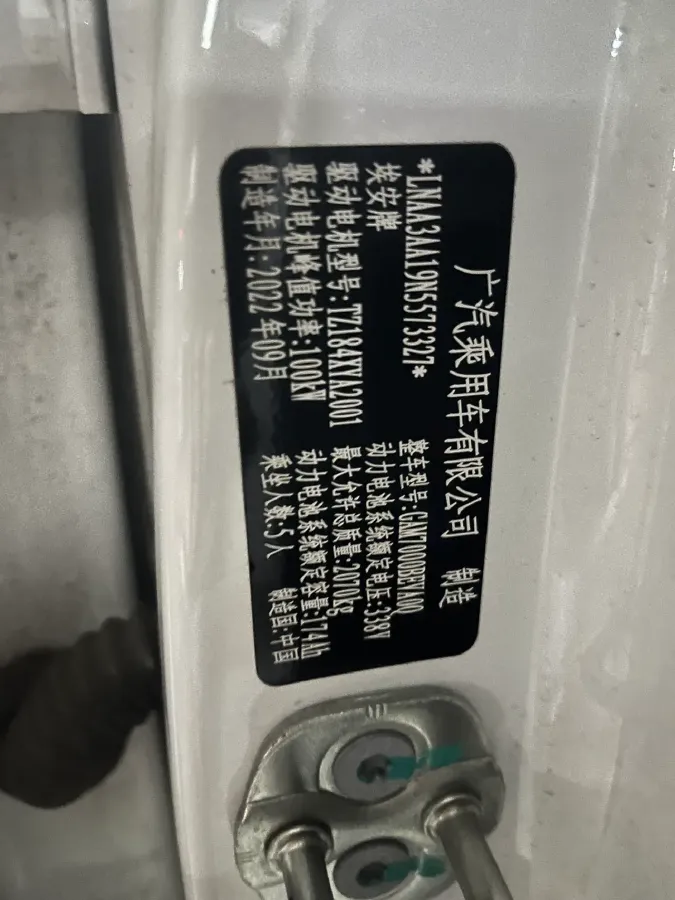 广汽乘用车有限公司 制造
*LNAA3AA19N5573327*
埃安牌 整车型号:GAM7000BEVA0Q
驱动电机型号:TZ184XYA2001 动力电池系统额定电压:338V
驱动电机峰值功率:100kW 最大允许总质量:2070kg
制造年月:2022年09月 动力电池系统额定容量:174Ah
乘坐人数:5人 制造国:中国